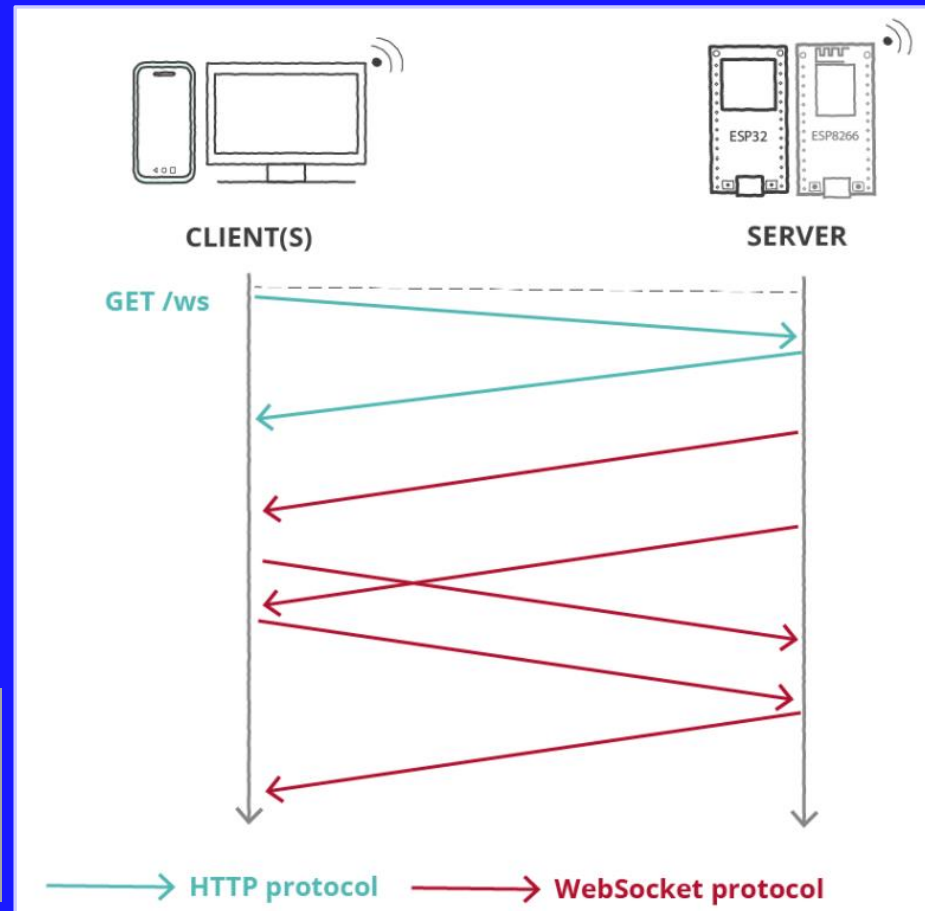 ESP32
ESP8266
CLIENT(S)
SERVER
GET /ws
HTTP protocol
WebSocket protocol